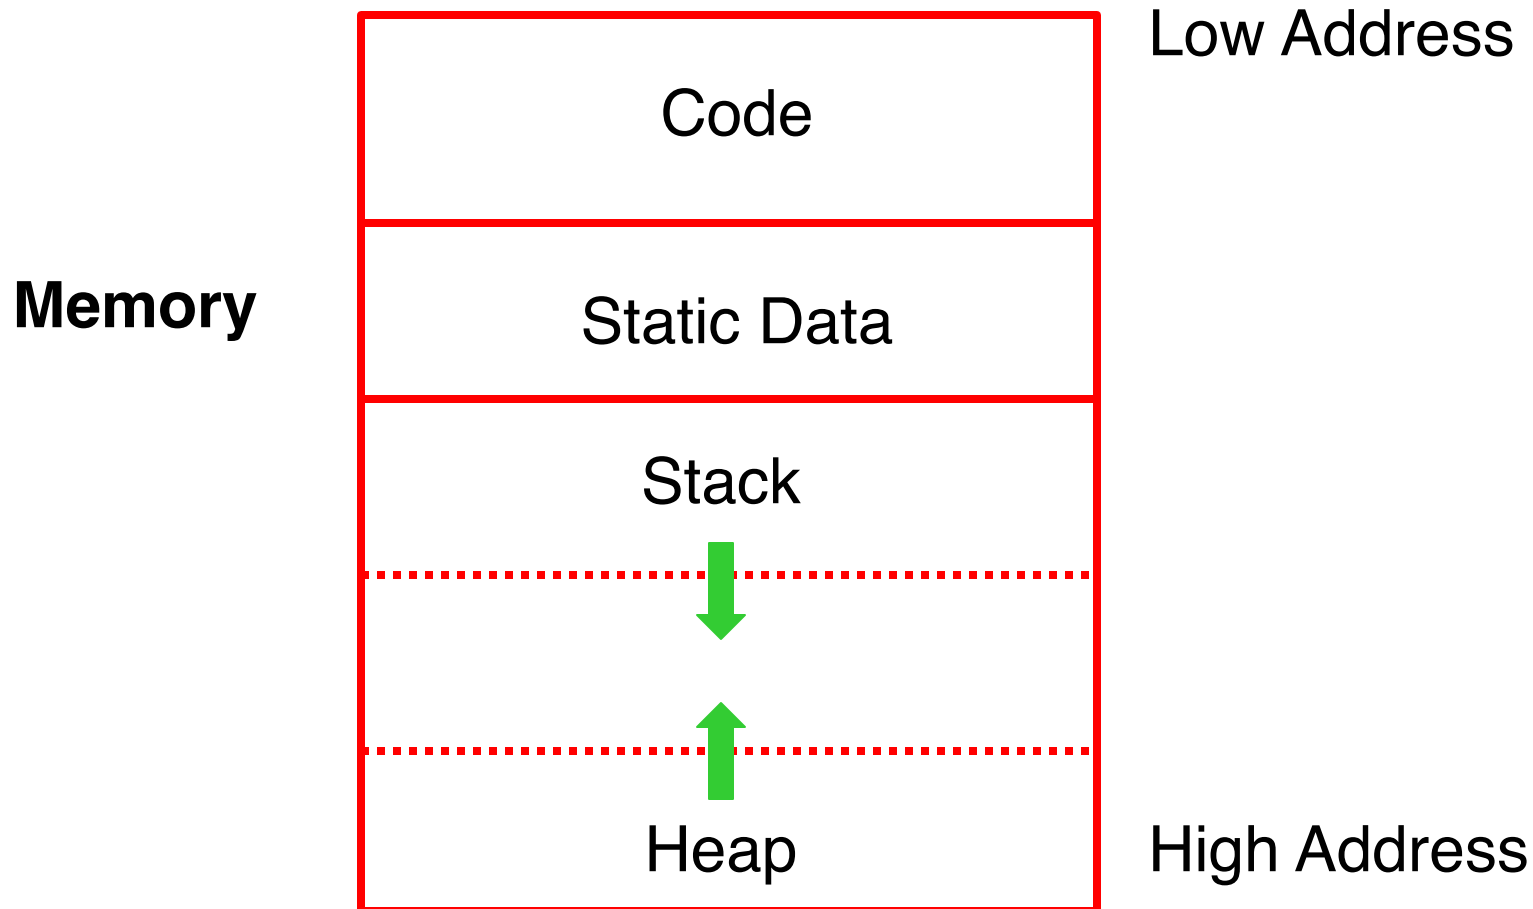 Low Address
Code
Memory
Static Data
Stack
Heap
High Address